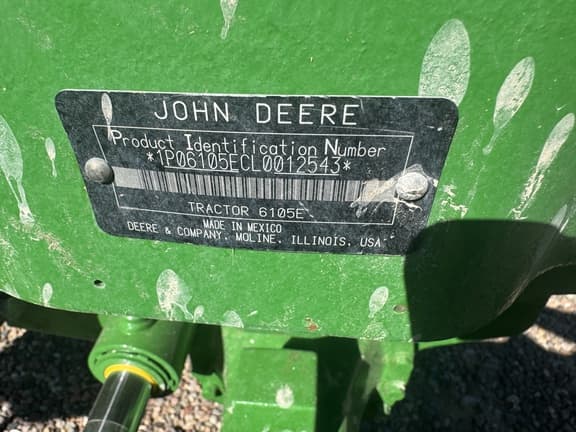 JOHN DEERE
Product Identification Number
*1P06105ECL0012543*
TRACTOR 6105E
MADE IN MEXICO
DEERE & COMPANY, MOLINE, ILLINOIS, USA